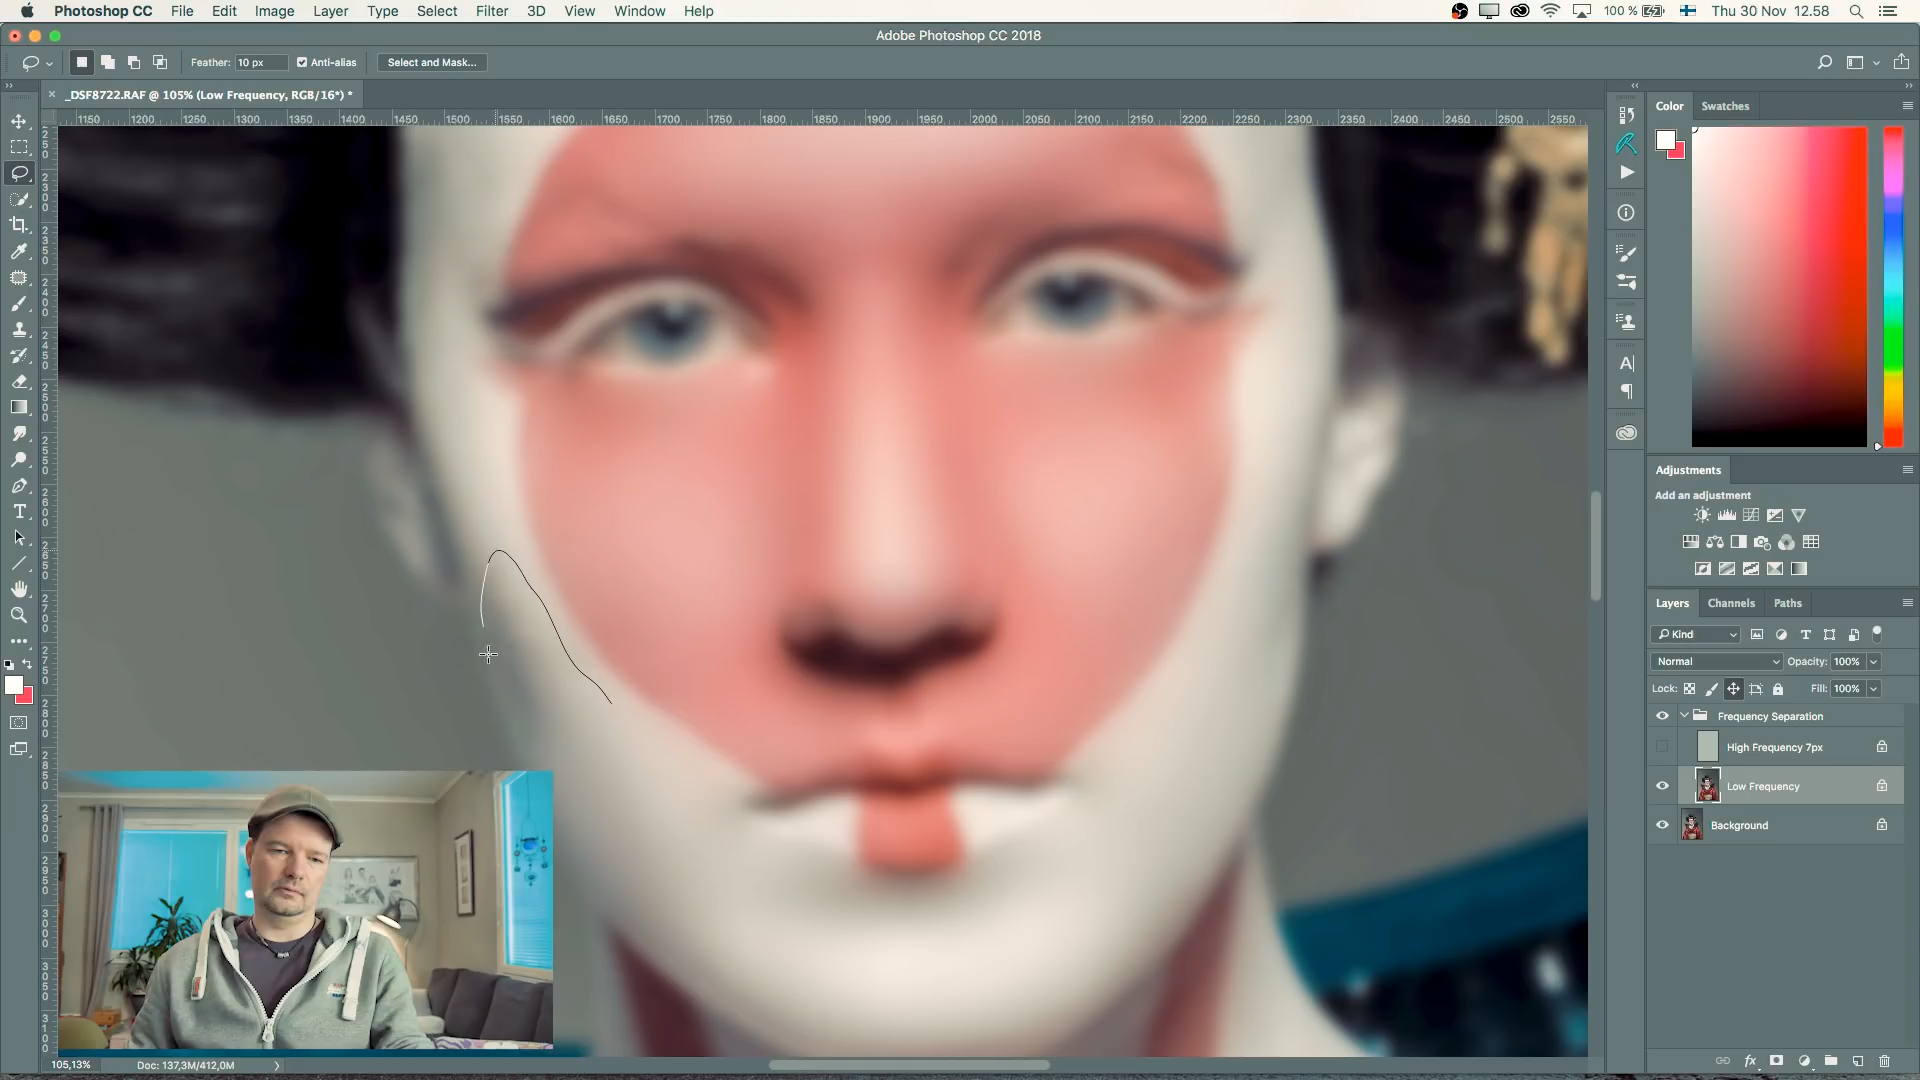 Photoshop CC File Edit Image Layer Type Select Filter 3D View Window Help 100 % Thu 30 Nov 12.58
Adobe Photoshop CC 2018
Feather: 10 px Anti-alias Select and Mask...
_DSF8722.RAF @ 105% (Low Frequency, RGB/16*) *
1150 1200 1250 1300 1350 1400 1450 1500 1550 1600 1650 1700 1750 1800 1850 1900 1950 2000 2050 2100 2150 2200 2250 2300 2350 2400 2450 2500 2550
Color Swatches
Adjustments
Add an adjustment
Layers Channels Paths
Kind
Normal Opacity: 100%
Lock: Fill: 100%
Frequency Separation
High Frequency 7px
Low Frequency
Background
105,13% Doc: 137,3M/412,0M